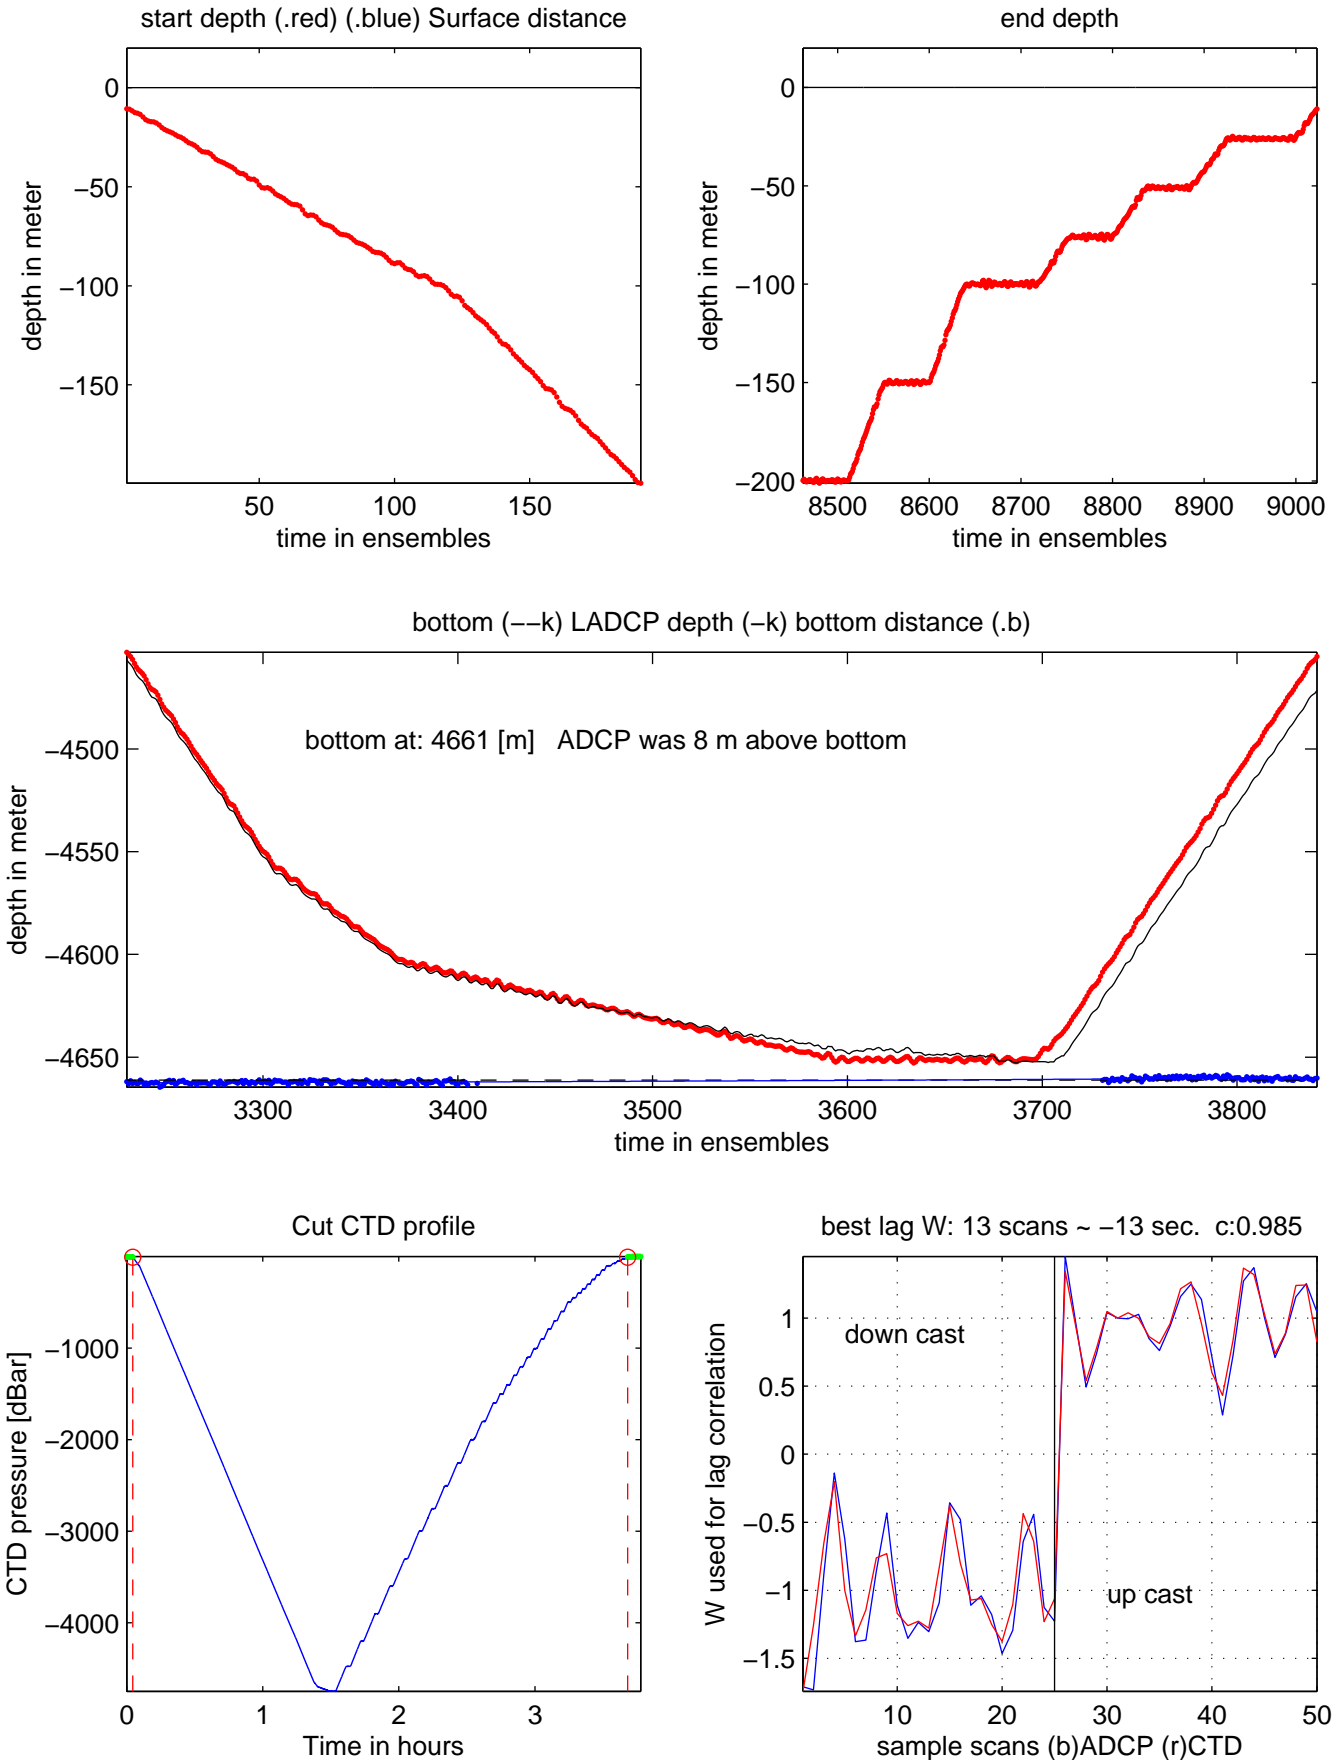 start depth (.red) (.blue) Surface distance
0
−50
−100
−150
depth in meter
50
100
150
time in ensembles
end depth
0
−50
−100
−150
−200
depth in meter
8500
8600
8700
8800
8900
9000
time in ensembles
bottom (−−k) LADCP depth (−k) bottom distance (.b)
bottom at: 4661 [m] ADCP was 8 m above bottom
−4500
−4550
−4600
−4650
depth in meter
3300
3400
3500
3600
3700
3800
time in ensembles
Cut CTD profile
−1000
−2000
−3000
−4000
CTD pressure [dBar]
0
1
2
3
Time in hours
best lag W: 13 scans ~ −13 sec. c:0.985
down cast
up cast
1
0.5
0
−0.5
−1
−1.5
W used for lag correlation
10
20
30
40
50
sample scans (b)ADCP (r)CTD